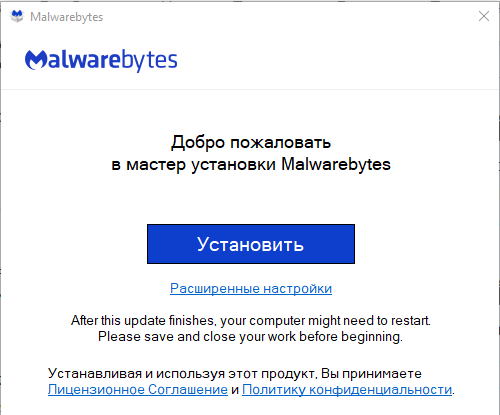 Malwarebytes
Malwarebytes
Добро пожаловать
в мастер установки Malwarebytes
Установить
Расширенные настройки
After this update finishes, your computer might need to restart.
Please save and close your work before beginning.
Устанавливая и используя этот продукт, Вы принимаете
Лицензионное Соглашение и Политику конфиденциальности.